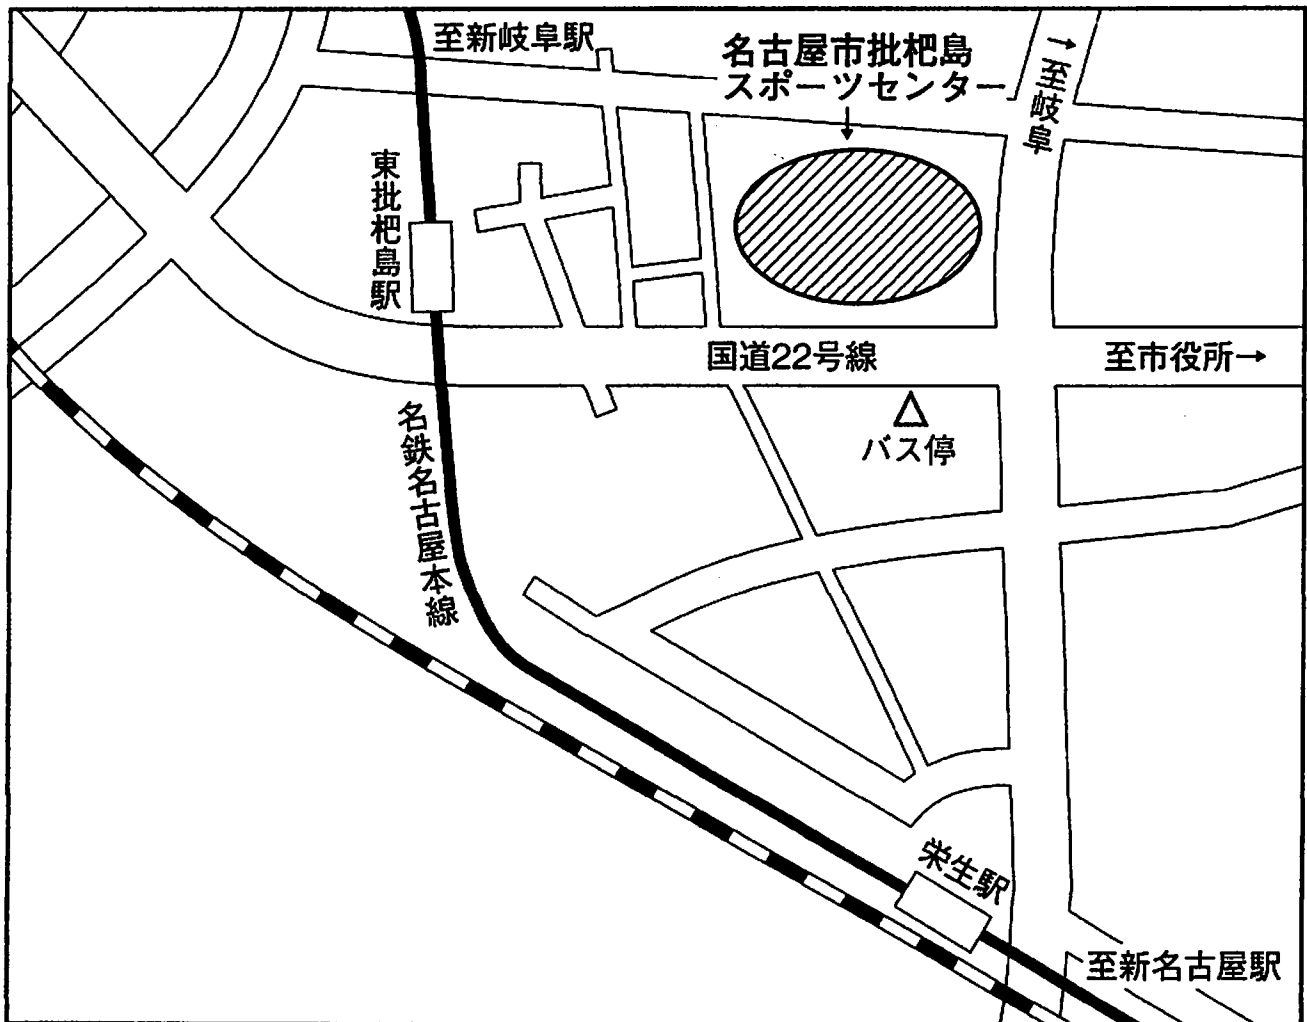 至新岐阜駅
名古屋市批杷島
スポーツセンター
→至岐阜
東批杷島駅
国道22号線
至市役所→
バス停
名鉄名古屋本線
栄生駅
至新名古屋駅